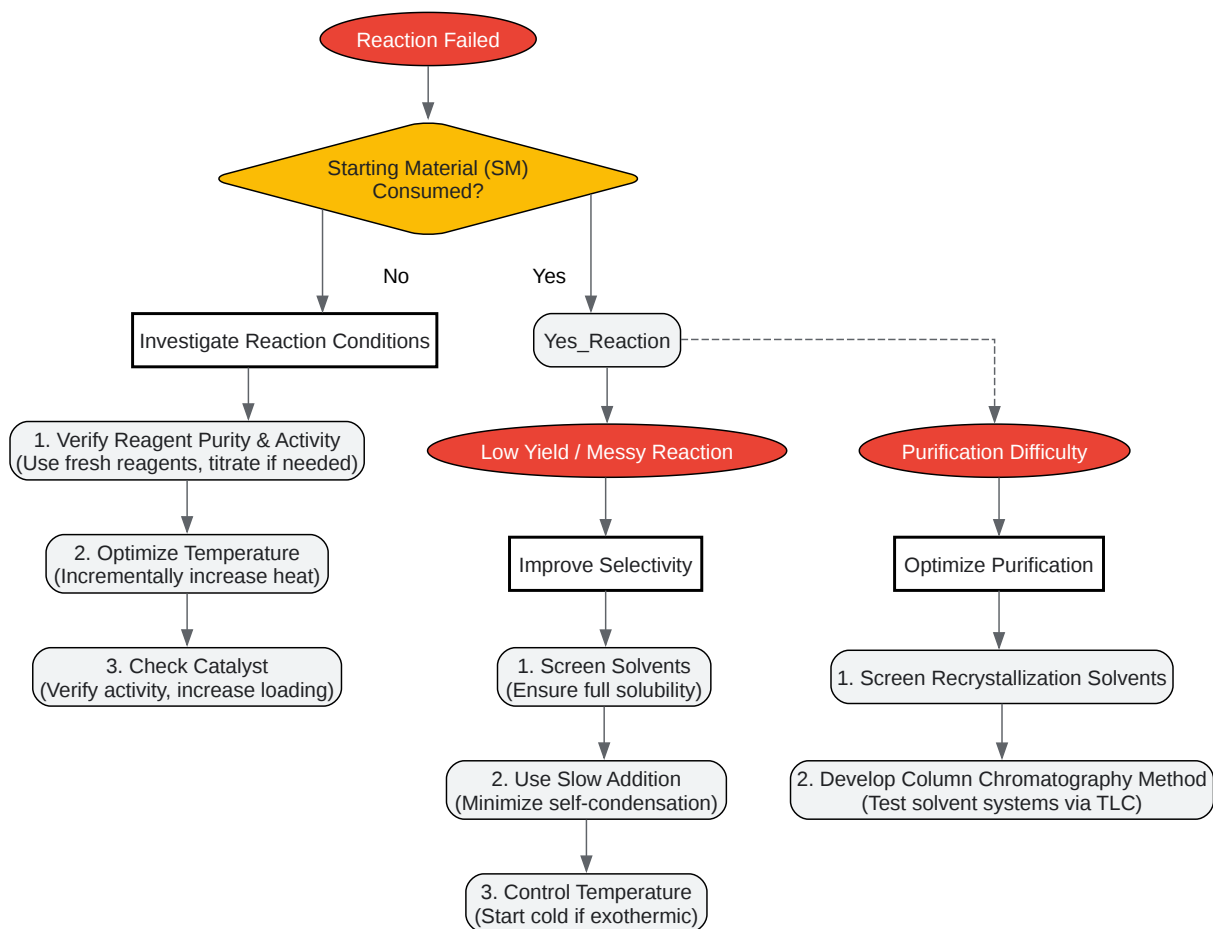 Reaction Failed
Starting Material (SM)
Consumed?
No
Yes
Investigate Reaction Conditions
Yes_Reaction
1. Verify Reagent Purity & Activity
(Use fresh reagents, titrate if needed)
Low Yield / Messy Reaction
Purification Difficulty
2. Optimize Temperature
(Incrementally increase heat)
Improve Selectivity
Optimize Purification
3. Check Catalyst
(Verify activity, increase loading)
1. Screen Solvents
(Ensure full solubility)
1. Screen Recrystallization Solvents
2. Use Slow Addition
(Minimize self-condensation)
2. Develop Column Chromatography Method
(Test solvent systems via TLC)
3. Control Temperature
(Start cold if exothermic)